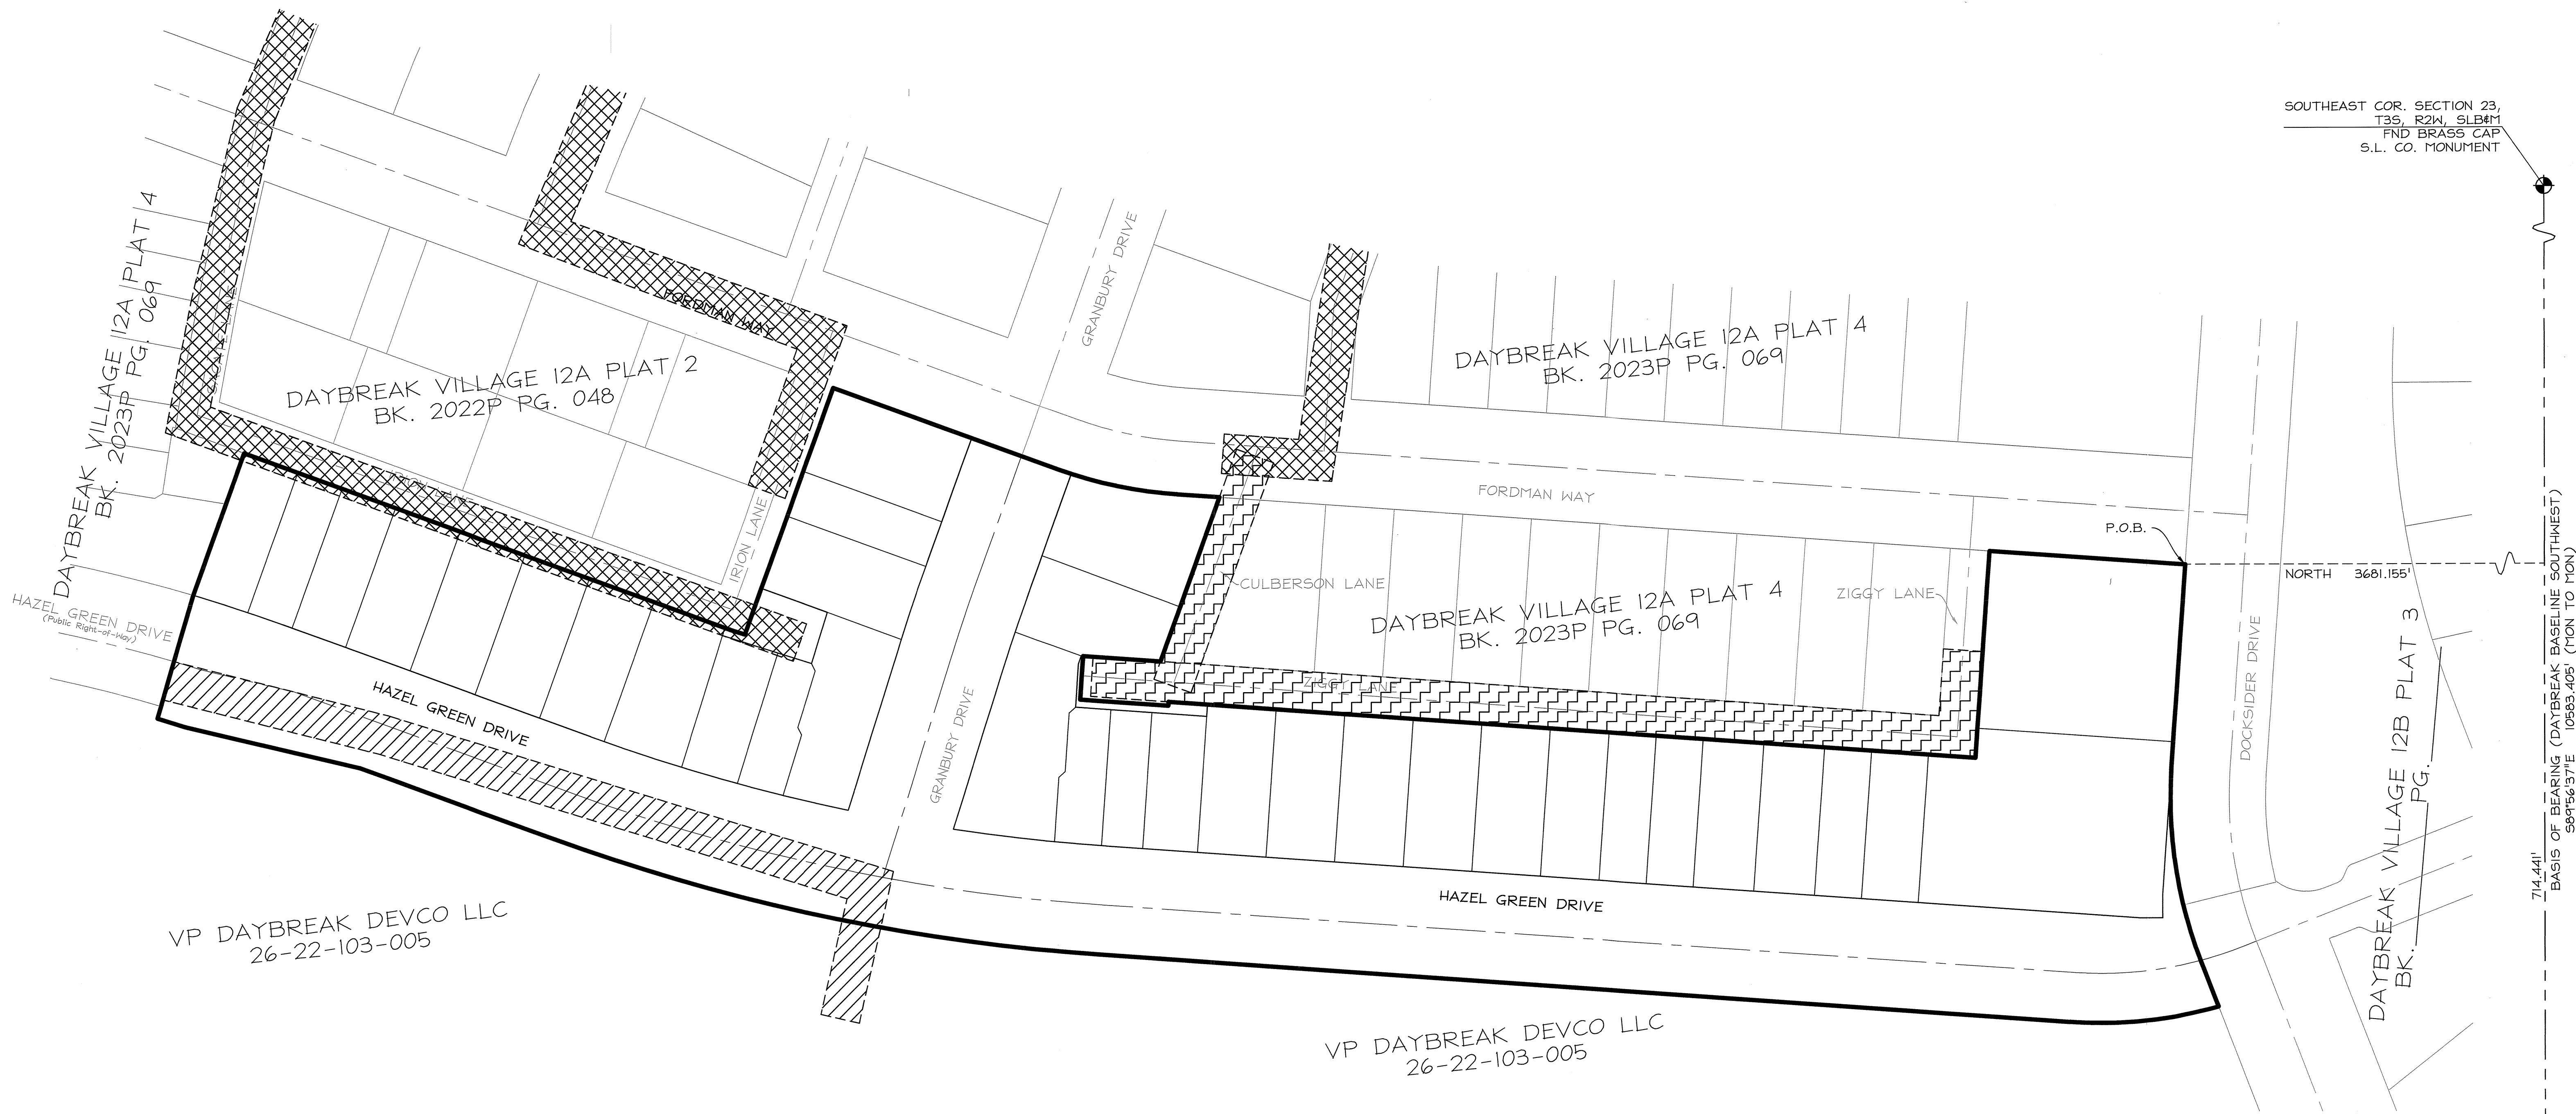 SOUTHEAST COR. SECTION 23,
T3S, R2W, SLB&M
FND BRASS CAP
S.L. CO. MONUMENT
DAYBREAK VILLAGE 12A PLAT 4
BK. 2023P PG. 069
GRANBURY DRIVE
FORDMAN WAY
DAYBREAK VILLAGE 12A PLAT 2
BK. 2022P PG. 048
DAYBREAK VILLAGE 12A PLAT 4
BK. 2023P PG. 069
LANE
IRION LANE
FORDMAN WAY
P.O.B.
NORTH 3681.155'
CULBERSON LANE
ZIGGY LANE
DAYBREAK VILLAGE 12A PLAT 4
BK. 2023P PG. 069
HAZEL GREEN DRIVE
(Public Right-of-Way)
ZIGGY LANE
HAZEL GREEN DRIVE
GRANBURY DRIVE
DOCKSIDER DRIVE
DAYBREAK VILLAGE 12B PLAT 3
BK. PG.
714.441'
BASIS OF BEARING (DAYBREAK BASELINE SOUTHWEST)
S89°56'37"E 10583.405' (MON TO MON)
HAZEL GREEN DRIVE
VP DAYBREAK DEVCO LLC
26-22-103-005
VP DAYBREAK DEVCO LLC
26-22-103-005